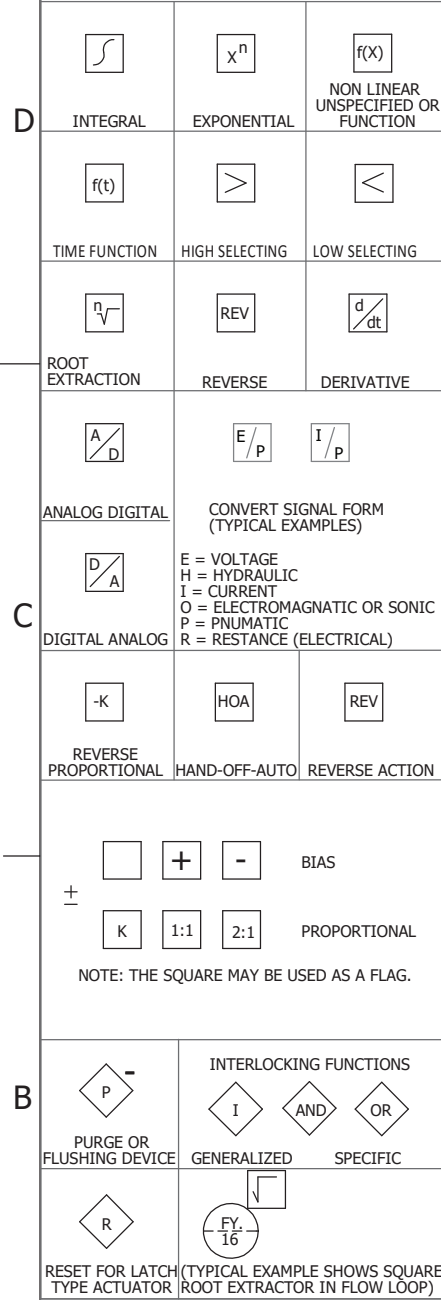 ∫
xⁿ
f(X)
INTEGRAL
EXPONENTIAL
NON LINEAR
UNSPECIFIED OR
FUNCTION
D
f(t)
>
<
TIME FUNCTION
HIGH SELECTING
LOW SELECTING
n√
REV
d/dt
ROOT
EXTRACTION
REVERSE
DERIVATIVE
A/D
ANALOG DIGITAL
E/P
I/P
CONVERT SIGNAL FORM
(TYPICAL EXAMPLES)
D/A
DIGITAL ANALOG
E = VOLTAGE
H = HYDRAULIC
I = CURRENT
O = ELECTROMAGNATIC OR SONIC
P = PNUMATIC
R = RESTANCE (ELECTRICAL)
C
-K
HOA
REV
REVERSE
PROPORTIONAL
HAND-OFF-AUTO
REVERSE ACTION
+
-
BIAS
±
K
1:1
2:1
PROPORTIONAL
NOTE: THE SQUARE MAY BE USED AS A FLAG.
B
P
-
PURGE OR
FLUSHING DEVICE
INTERLOCKING FUNCTIONS
I
AND
OR
GENERALIZED
SPECIFIC
R
RESET FOR LATCH
TYPE ACTUATOR
√
FY.
16
(TYPICAL EXAMPLE SHOWS SQUARE
ROOT EXTRACTOR IN FLOW LOOP)